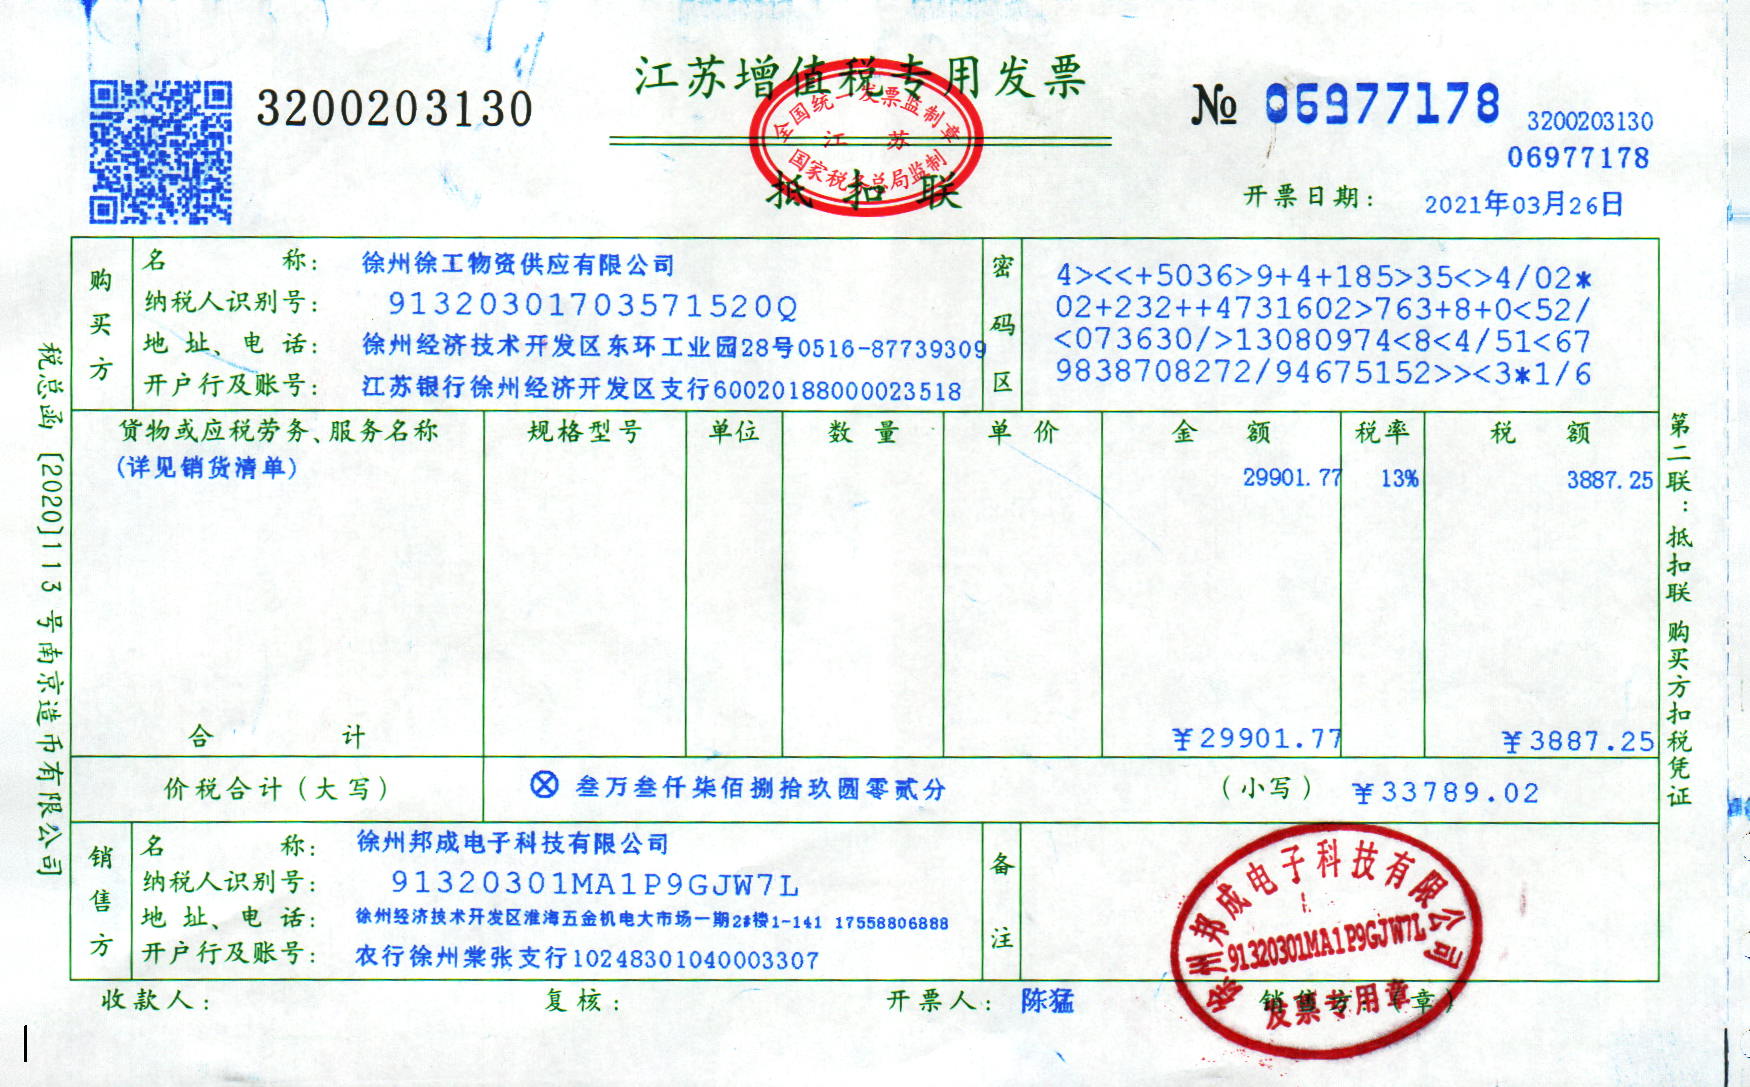 江苏增值税专用发票
3200203130
№ 06977178
3200203130
06977178
全国统一发票监制章
江 苏
国家税务总局监制
抵扣联
开票日期：
2021年03月26日
购买方
名 称：
徐州徐工物资供应有限公司
纳税人识别号：
91320301703571520Q
地 址、电 话：
徐州经济技术开发区东环工业园28号0516-87739309
开户行及账号：
江苏银行徐州经济开发区支行60020188000023518
密码区
4><<+5036>9+4+185>35<>4/02*
02+232++4731602>763+8+0<52/
<073630/>13080974<8<4/51<67
9838708272/94675152>><3*1/6
货物或应税劳务、服务名称 规格型号 单位 数 量 单 价 金 额 税率 税 额
(详见销货清单) 29901.77 13% 3887.25
合 计 ￥29901.77 ￥3887.25
价税合计（大写） ⊗ 叁万叁仟柒佰捌拾玖圆零贰分 （小写） ￥33789.02
销售方
名 称：
徐州邦成电子科技有限公司
纳税人识别号：
91320301MA1P9GJW7L
地 址、电 话：
徐州经济技术开发区淮海五金机电大市场一期2#楼1-141 17558806888
开户行及账号：
农行徐州棠张支行10248301040003307
备注
收款人： 复核： 开票人： 陈猛 销售方：（章）
徐州邦成电子科技有限公司
91320301MA1P9GJW7L
发票专用章
税总函〔2020〕113号南京造币有限公司
第二联：抵扣联 购买方扣税凭证